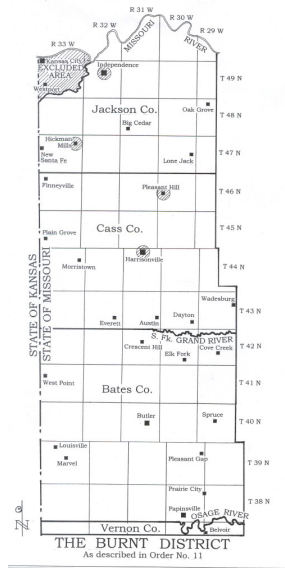 R 31 W
R 32 W
R 30 W
R 33 W
R 29 W
MISSOURI
RIVER
Kansas City
EXCLUDED
AREA
Westport
Independence
T 49 N
Jackson Co.
Oak Grove
T 48 N
Big Cedar
Hickman
Mills
New
Santa Fe
Lone Jack
T 47 N
Finneyville
Pleasant Hill
T 46 N
Cass Co.
T 45 N
Plain Grove
Harrisonville
Morristown
T 44 N
STATE OF KANSAS
STATE OF MISSOURI
Wadesburg
Everett
Austin
Dayton
T 43 N
S. Fk. GRAND RIVER
Crescent Hill
Elk Fork
Cove Creek
T 42 N
West Point
T 41 N
Bates Co.
Butler
Spruce
T 40 N
Louisville
Marvel
Pleasant Gap
T 39 N
Prairie City
T 38 N
Papinsville
OSAGE RIVER
N
Vernon Co.
Belvoir
THE BURNT DISTRICT
As described in Order No. 11